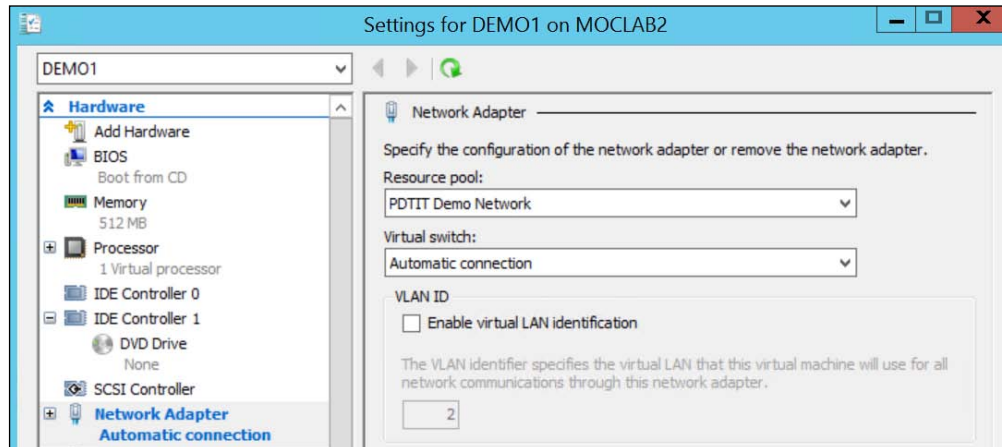 Settings for DEMO1 on MOCLAB2
DEMO1
Hardware
Add Hardware
BIOS
Boot from CD
Memory
512 MB
Processor
1 Virtual processor
IDE Controller 0
IDE Controller 1
DVD Drive
None
SCSI Controller
Network Adapter
Automatic connection
Network Adapter
Specify the configuration of the network adapter or remove the network adapter.
Resource pool:
PDTIT Demo Network
Virtual switch:
Automatic connection
VLAN ID
Enable virtual LAN identification
The VLAN identifier specifies the virtual LAN that this virtual machine will use for all
network communications through this network adapter.
2